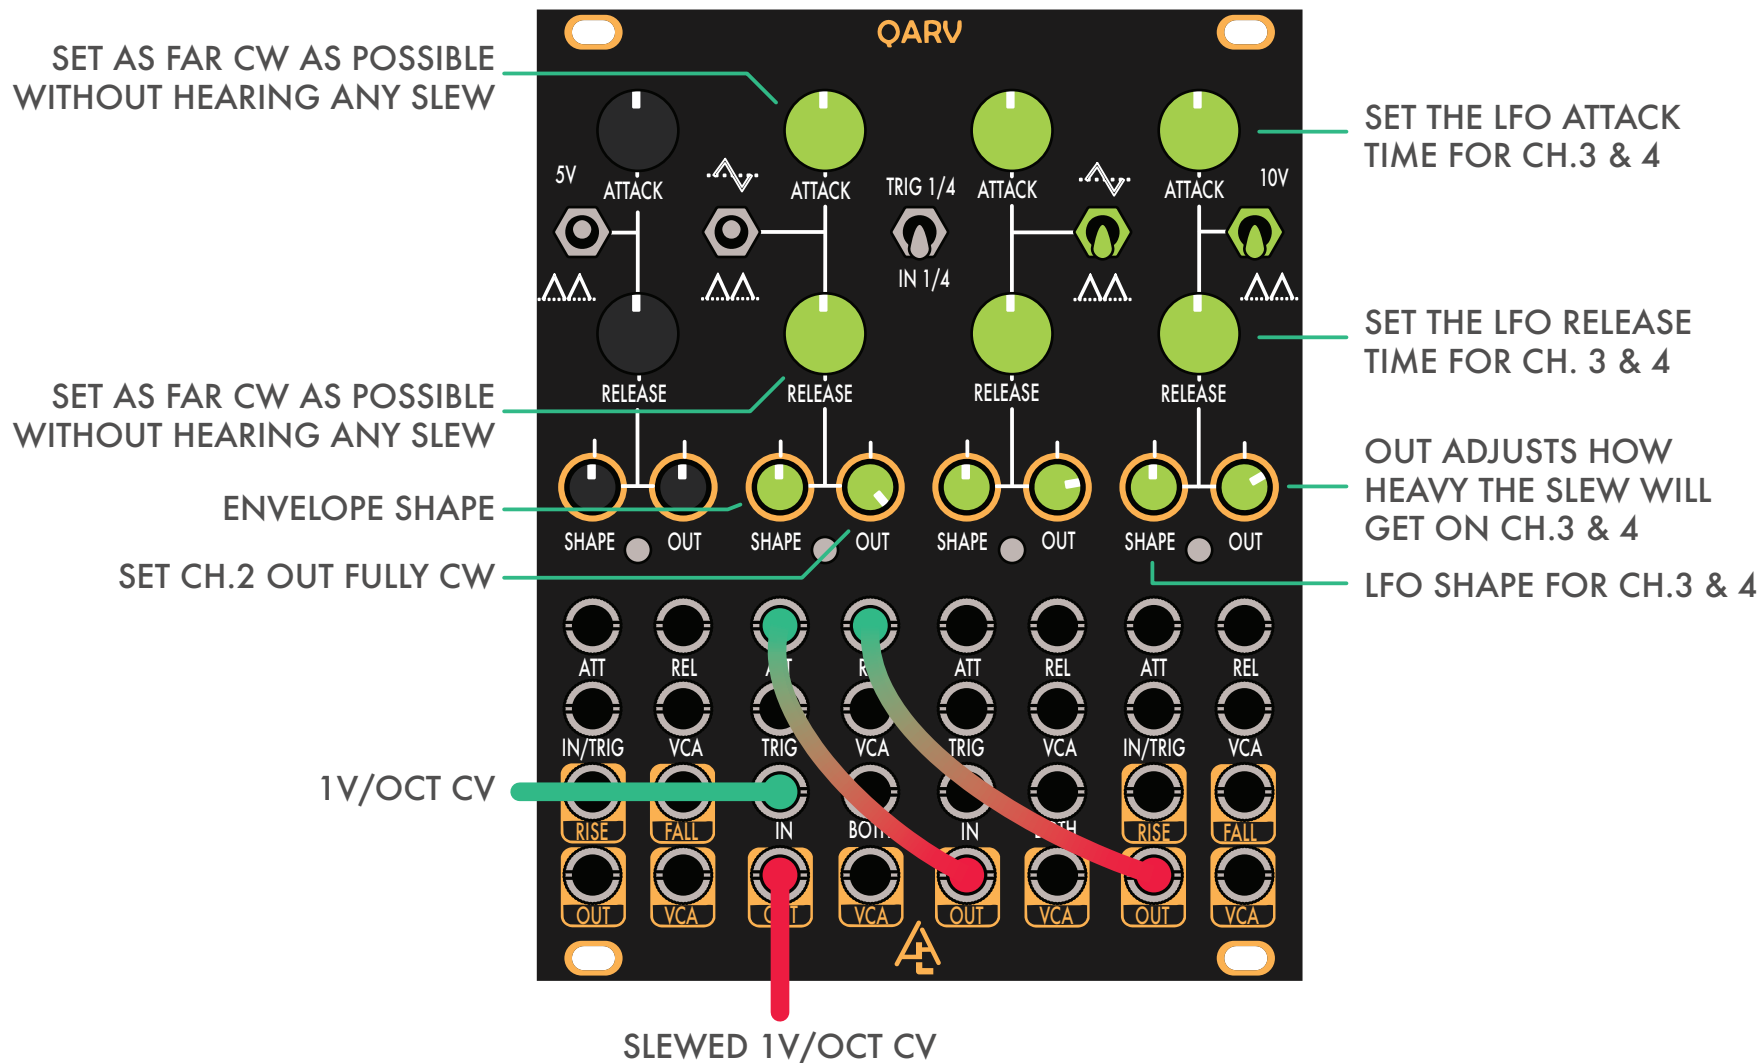 QARV
SET AS FAR CW AS POSSIBLE
WITHOUT HEARING ANY SLEW
SET THE LFO ATTACK
TIME FOR CH.3 & 4
5V
ATTACK
ATTACK
TRIG 1/4
ATTACK
ATTACK
10V
IN 1/4
SET THE LFO RELEASE
TIME FOR CH. 3 & 4
RELEASE
RELEASE
RELEASE
RELEASE
SET AS FAR CW AS POSSIBLE
WITHOUT HEARING ANY SLEW
OUT ADJUSTS HOW
HEAVY THE SLEW WILL
GET ON CH.3 & 4
ENVELOPE SHAPE
SHAPE OUT SHAPE OUT SHAPE OUT SHAPE OUT
SET CH.2 OUT FULLY CW
LFO SHAPE FOR CH.3 & 4
ATT REL ATT REL ATT REL
IN/TRIG VCA TRIG VCA TRIG VCA IN/TRIG VCA
1V/OCT CV
RISE FALL IN BOTH IN BOTH RISE FALL
OUT VCA OUT VCA OUT VCA OUT VCA
SLEWED 1V/OCT CV